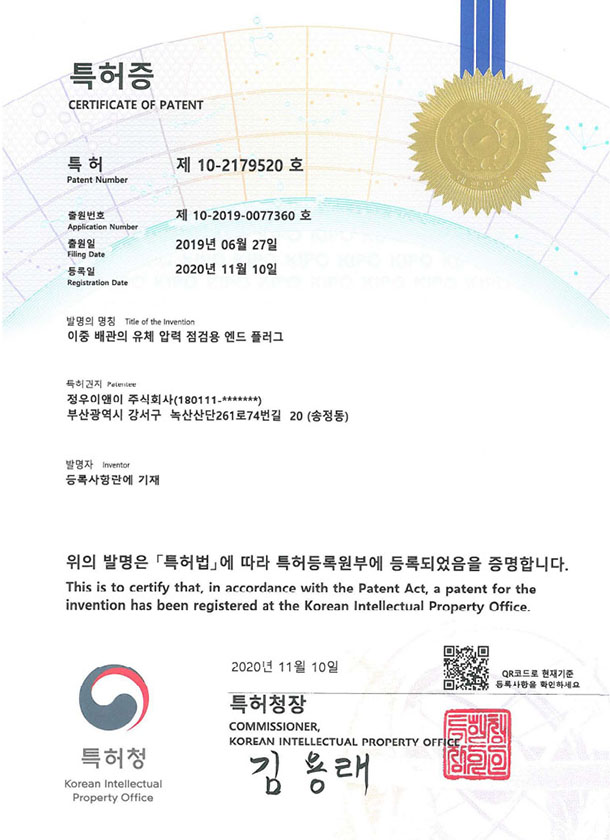 특허증
CERTIFICATE OF PATENT
특 허
Patent Number
제 10-2179520 호
출원번호
Application Number
제 10-2019-0077360 호
출원일
Filing Date
2019년 06월 27일
등록일
Registration Date
2020년 11월 10일
발명의 명칭 Title of the Invention
이중 배관의 유체 압력 점검용 엔드 플러그
특허권자 Patentee
정우이앤이 주식회사(180111-*******)
부산광역시 강서구 녹산산단261로74번길 20 (송정동)
발명자 Inventor
등록사항란에 기재
위의 발명은 「특허법」에 따라 특허등록원부에 등록되었음을 증명합니다.
This is to certify that, in accordance with the Patent Act, a patent for the
invention has been registered at the Korean Intellectual Property Office.
2020년 11월 10일
QR코드로 현재기준
등록사항을 확인하세요
특허청장
COMMISSIONER,
KOREAN INTELLECTUAL PROPERTY OFFICE
김용래
특허청
Korean Intellectual
Property Office